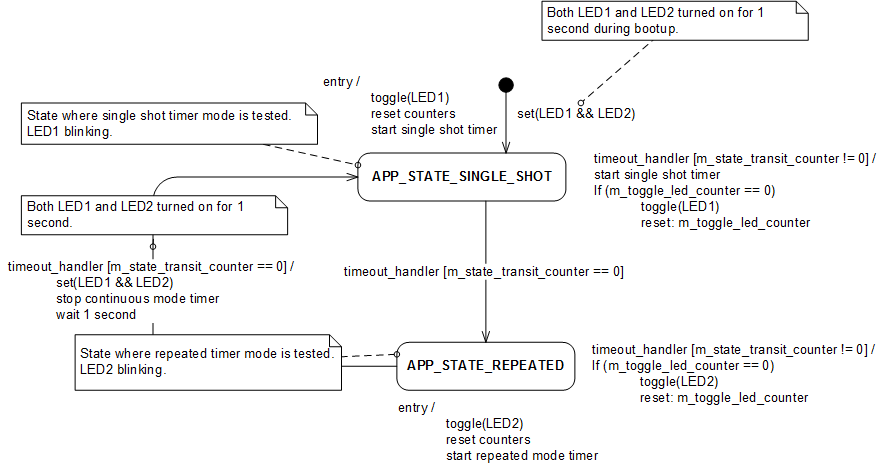 Both LED1 and LED2 turned on for 1
second during bootup.
entry /
toggle(LED1)
reset counters
start single shot timer
set(LED1 && LED2)
State where single shot timer mode is tested.
LED1 blinking.
timeout_handler [m_state_transit_counter != 0] /
start single shot timer
If (m_toggle_led_counter == 0)
toggle(LED1)
reset: m_toggle_led_counter
APP_STATE_SINGLE_SHOT
Both LED1 and LED2 turned on for 1
second.
timeout_handler [m_state_transit_counter == 0] /
set(LED1 && LED2)
stop continuous mode timer
wait 1 second
timeout_handler [m_state_transit_counter == 0]
State where repeated timer mode is tested.
LED2 blinking.
APP_STATE_REPEATED
timeout_handler [m_state_transit_counter != 0] /
If (m_toggle_led_counter == 0)
toggle(LED2)
reset: m_toggle_led_counter
entry /
toggle(LED2)
reset counters
start repeated mode timer